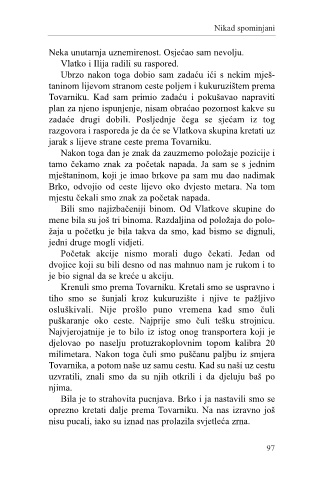 Nikad spominjani
Neka unutarnja uznemirenost. Osjećao sam nevolju.
Vlatko i Ilija radili su raspored.
Ubrzo nakon toga dobio sam zadaću ići s nekim mješ-
taninom lijevom stranom ceste poljem i kukuruzištem prema
Tovarniku. Kad sam primio zadaću i pokušavao napraviti
plan za njeno ispunjenje, nisam obraćao pozornost kakve su
zadaće drugi dobili. Posljednje čega se sjećam iz tog
razgovora i rasporeda je da će se Vlatkova skupina kretati uz
jarak s lijeve strane ceste prema Tovarniku.
Nakon toga dan je znak da zauzmemo položaje pozicije i
tamo čekamo znak za početak napada. Ja sam se s jednim
mještaninom, koji je imao brkove pa sam mu dao nadimak
Brko, odvojio od ceste lijevo oko dvjesto metara. Na tom
mjestu čekali smo znak za početak napada.
Bili smo najizbačeniji binom. Od Vlatkove skupine do
mene bila su još tri binoma. Razdaljina od položaja do polo-
žaja u početku je bila takva da smo, kad bismo se dignuli,
jedni druge mogli vidjeti.
Početak akcije nismo morali dugo čekati. Jedan od
dvojice koji su bili desno od nas mahnuo nam je rukom i to
je bio signal da se kreće u akciju.
Krenuli smo prema Tovarniku. Kretali smo se uspravno i
tiho smo se šunjali kroz kukuruzište i njive te pažljivo
osluškivali. Nije prošlo puno vremena kad smo čuli
puškaranje oko ceste. Najprije smo čuli tešku strojnicu.
Najvjerojatnije je to bilo iz istog onog transportera koji je
djelovao po naselju protuzrakoplovnim topom kalibra 20
milimetara. Nakon toga čuli smo puščanu paljbu iz smjera
Tovarnika, a potom naše uz samu cestu. Kad su naši uz cestu
uzvratili, znali smo da su njih otkrili i da djeluju baš po
njima.
Bila je to strahovita pucnjava. Brko i ja nastavili smo se
oprezno kretati dalje prema Tovarniku. Na nas izravno još
nisu pucali, iako su iznad nas prolazila svjetleća zrna.
97